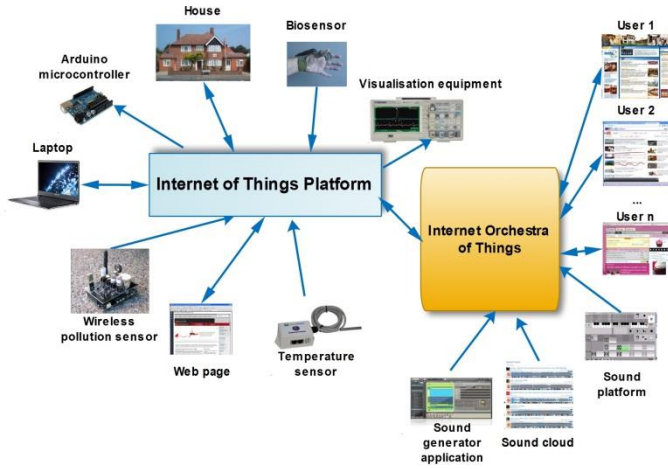 House
Biosensor
User 1
Arduino
microcontroller
Visualisation equipment
User 2
Laptop
Internet of Things Platform
...
User n
Internet Orchestra
of Things
Wireless
pollution sensor
Web page
Temperature
sensor
Sound
platform
Sound
generator
application
Sound cloud